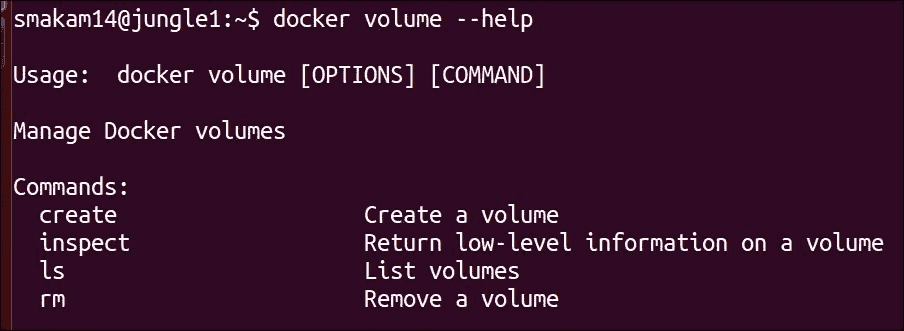 smakam14@jungle1:~$ docker volume --help
Usage:  docker volume [OPTIONS] [COMMAND]
Manage Docker volumes
Commands:
  create                   Create a volume
  inspect                  Return low-level information on a volume
  ls                       List volumes
  rm                       Remove a volume